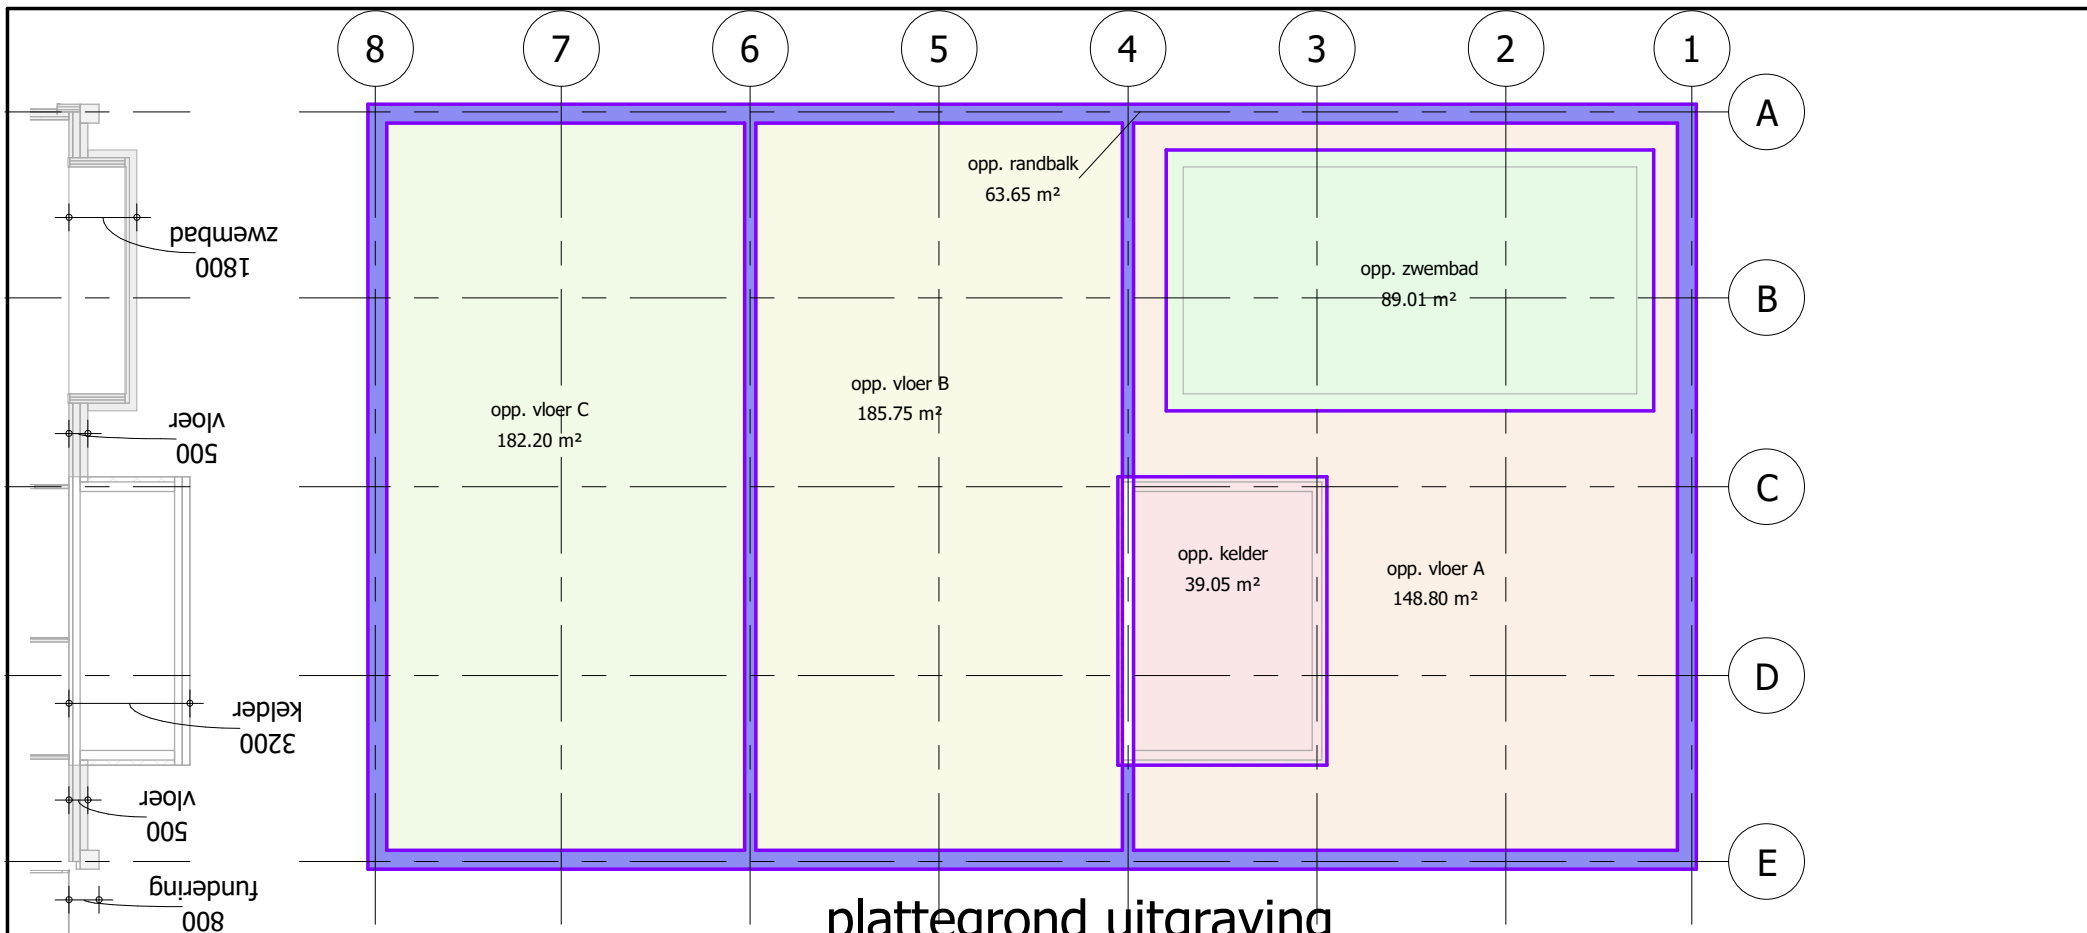 8 7 6 5 4 3 2 1
A
opp. randbalk
63.65 m²
zwembad
1800
opp. zwembad
89.01 m²
B
opp. vloer B
185.75 m²
opp. vloer C
182.20 m²
vloer
500
C
opp. kelder
39.05 m²
opp. vloer A
148.80 m²
D
kelder
3200
vloer
500
E
fundering
800
plattegrond uitgraving